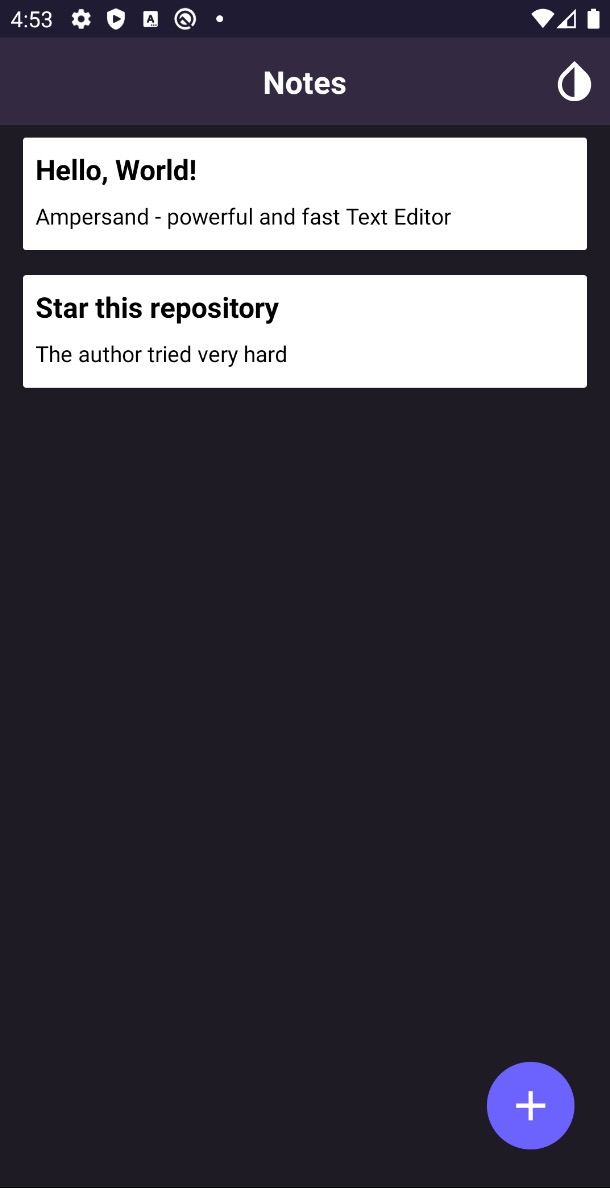 4:53
Notes
Hello, World!
Ampersand - powerful and fast Text Editor
Star this repository
The author tried very hard